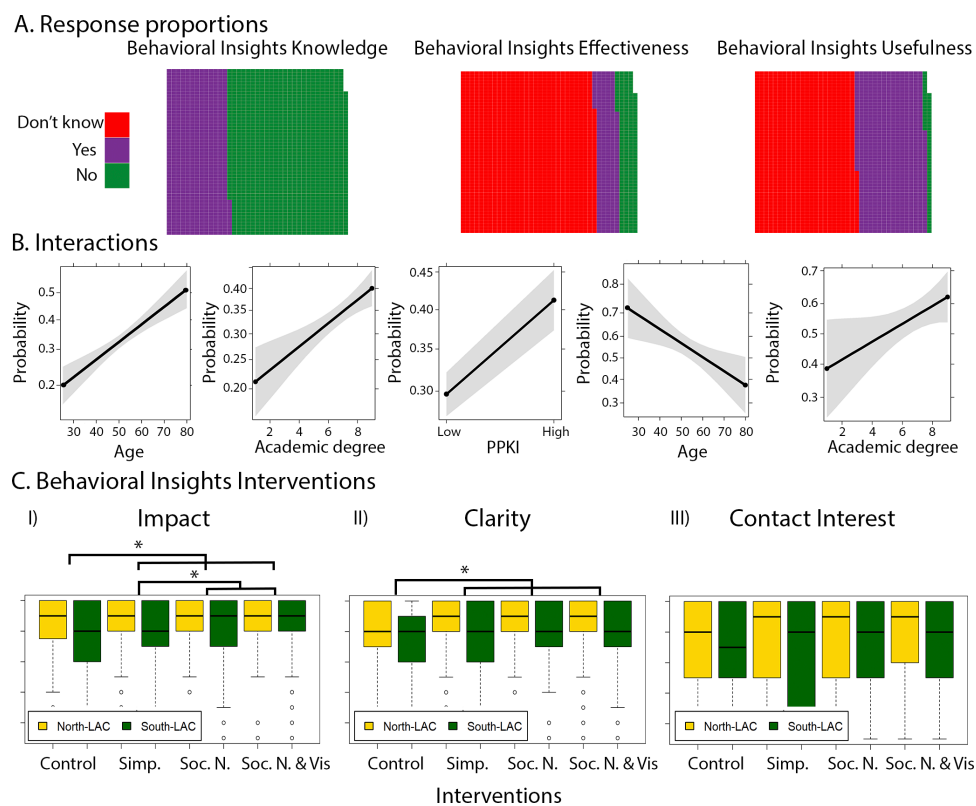 A. Response proportions
Behavioral Insights Knowledge
Behavioral Insights Effectiveness
Behavioral Insights Usefulness
Don't know
Yes
No
B. Interactions
Probability
0.5
0.4
0.3
0.2
30 40 50 60 70 80
Age
Probability
0.40
0.35
0.30
0.25
0.20
2 4 6 8
Academic degree
Probability
0.45
0.40
0.35
0.30
Low High
PPKI
Probability
0.8
0.7
0.6
0.5
0.4
0.3
30 40 50 60 70 80
Age
Probability
0.7
0.6
0.5
0.4
0.3
2 4 6 8
Academic degree
C. Behavioral Insights Interventions
I) Impact
II) Clarity
III) Contact Interest
*
*
*
North-LAC South-LAC
North-LAC South-LAC
North-LAC South-LAC
Control Simp. Soc. N. Soc. N. & Vis
Control Simp. Soc. N. Soc. N. & Vis
Control Simp. Soc. N. Soc. N. & Vis
Interventions